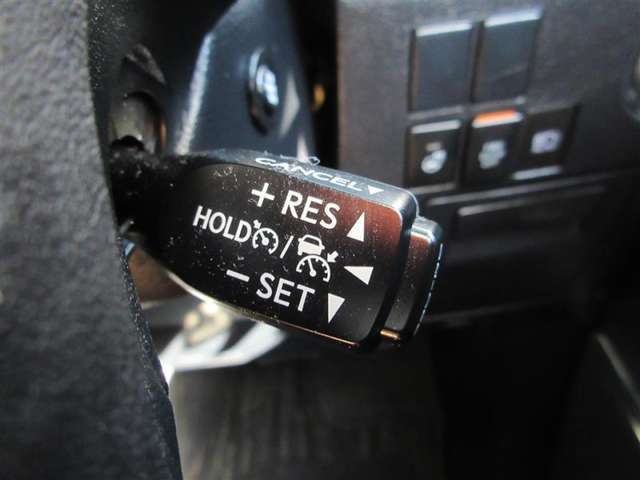 CANCEL
+ RES
HOLD /
− SET